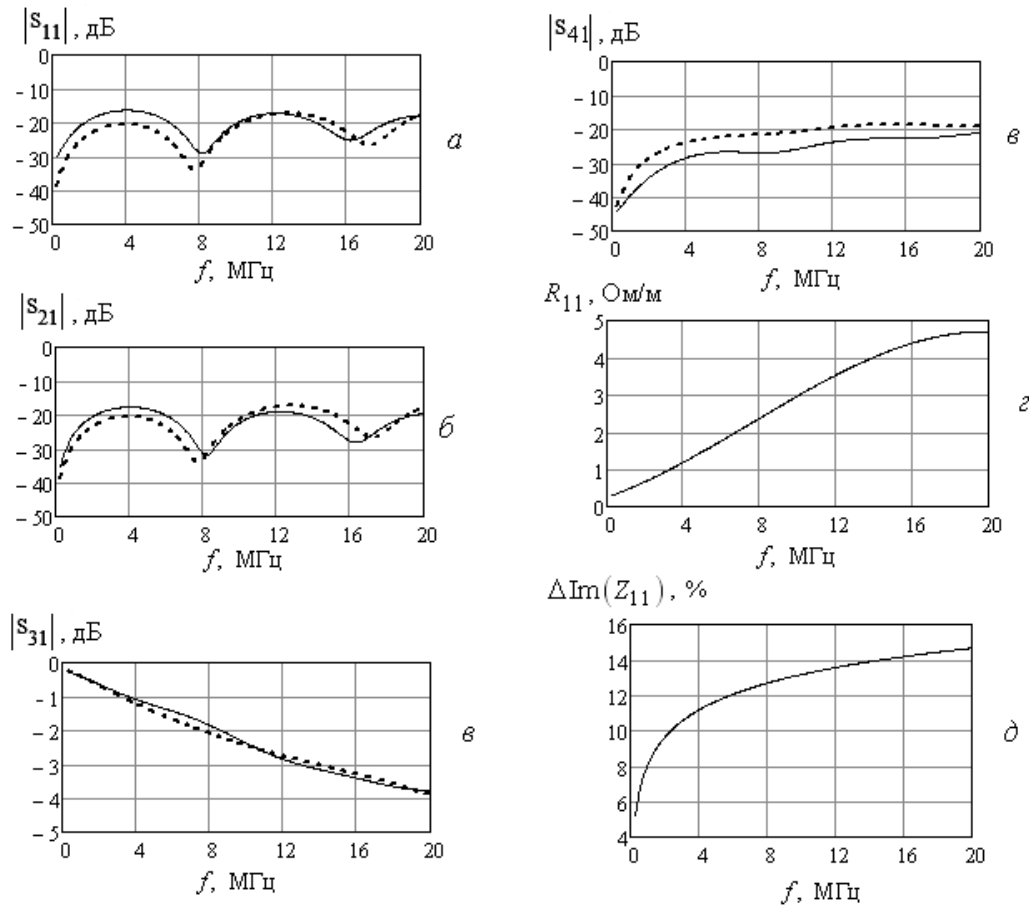 |S11| , дБ
0
– 10
– 20
– 30
– 40
– 50
0 4 8 12 16 20
f, МГц
а
|S21| , дБ
0
– 10
– 20
– 30
– 40
– 50
0 4 8 12 16 20
f, МГц
б
|S31| , дБ
0
- 1
– 2
– 3
– 4
– 5
0 4 8 12 16 20
f, МГц
в
|S41| , дБ
0
– 10
– 20
– 30
– 40
– 50
0 4 8 12 16 20
f, МГц
в
R11, Ом/м
5
4
3
2
1
0
0 4 8 12 16 20
f, МГц
г
ΔIm(Z11) , %
16
14
12
10
8
6
4
0 4 8 12 16 20
f, МГц
д